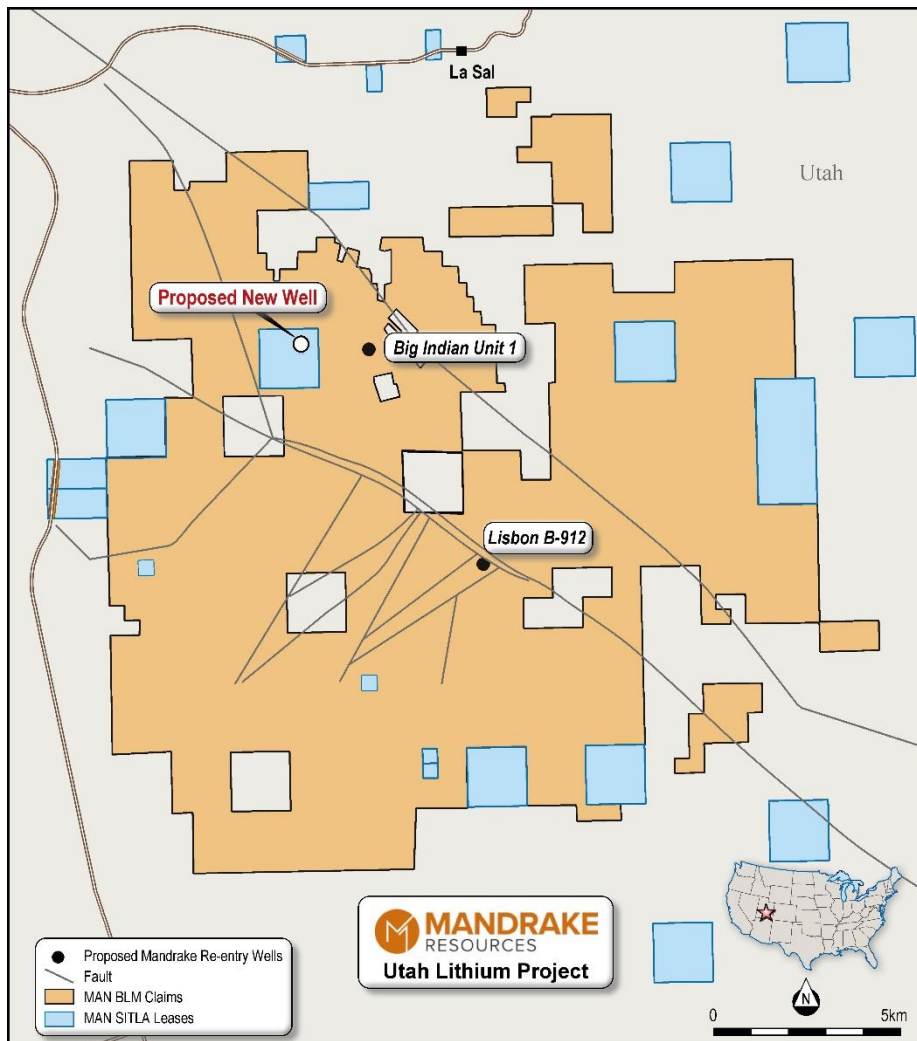 La Sal
Utah
Proposed New Well
Big Indian Unit 1
Lisbon B-912
MANDRAKE
RESOURCES
Utah Lithium Project
Proposed Mandrake Re-entry Wells
Fault
MAN BLM Claims
MAN SITLA Leases
N
0 5km